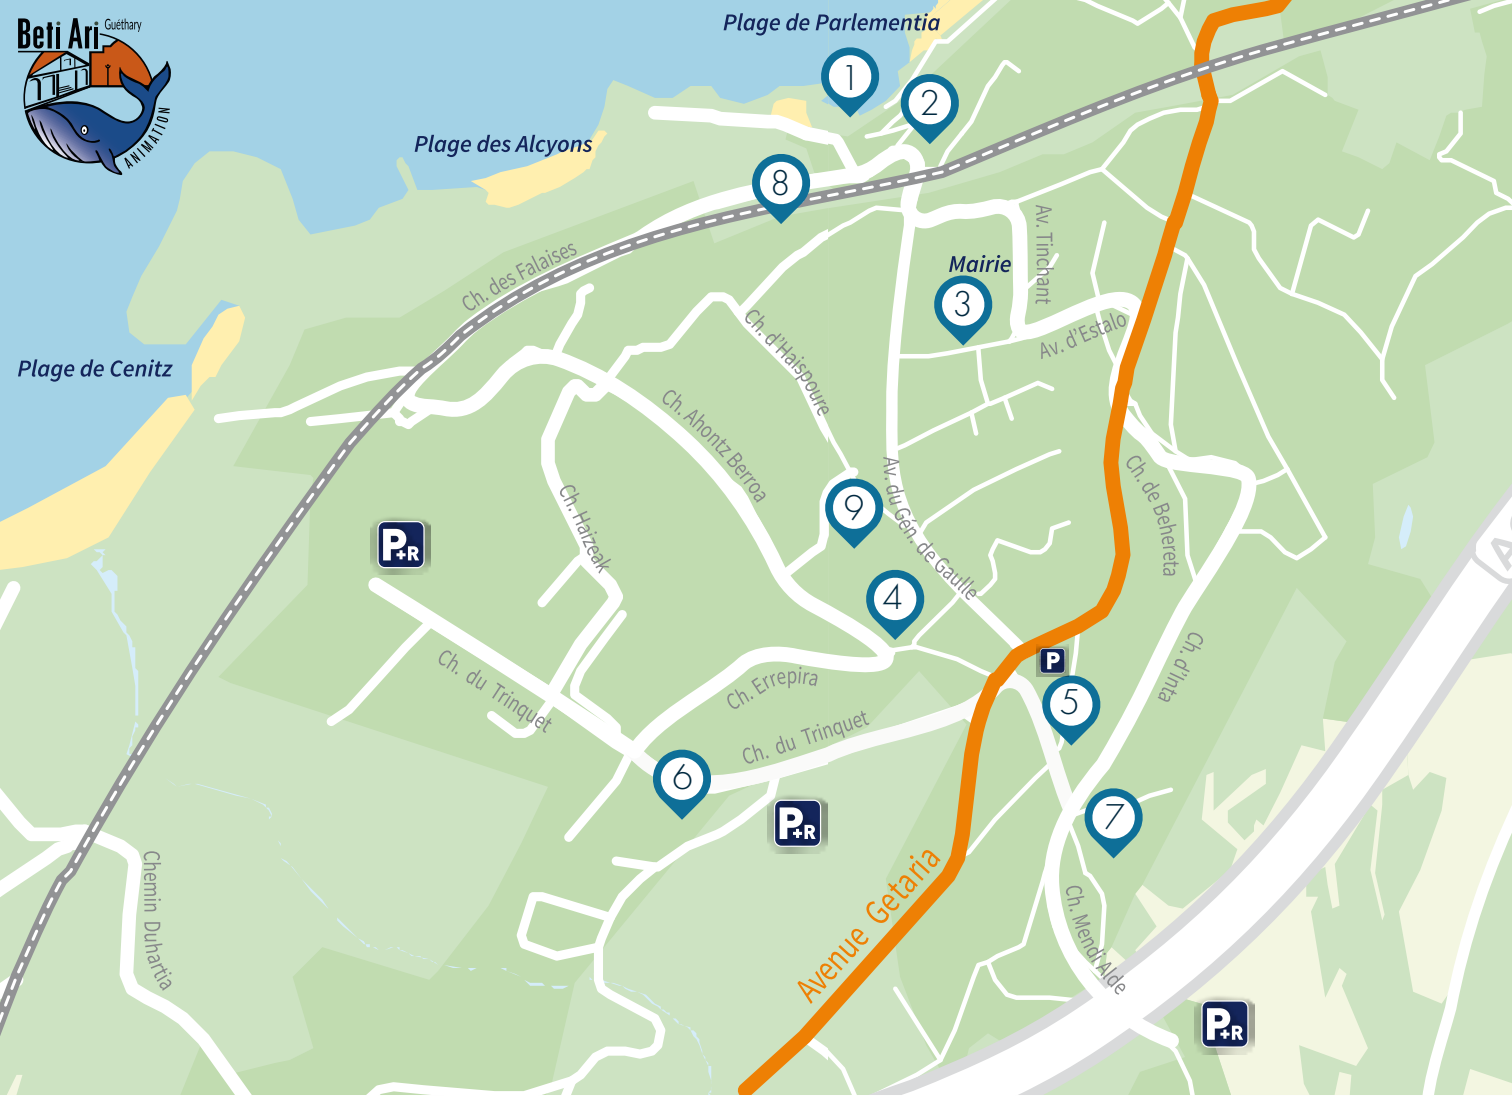 Beti Ari
Guéthary
ANIMATION
Plage de Parlementia
1
2
Plage des Alcyons
8
Av. Tinchant
Ch. des Falaises
Mairie
3
Ch. d'Haispoure
Av. d'Estalo
Plage de Cenitz
Ch. Ahontz Berroa
Av. du Gén. de Gaulle
Ch. de Behereta
Ch. Haizeak
9
P+R
A
4
Ch. d'Inta
P
Ch. du Trinquet
Ch. Errepira
5
Ch. du Trinquet
6
P+R
7
Avenue Getaria
Chemin Duhartia
Ch. Mendi Alde
P+R